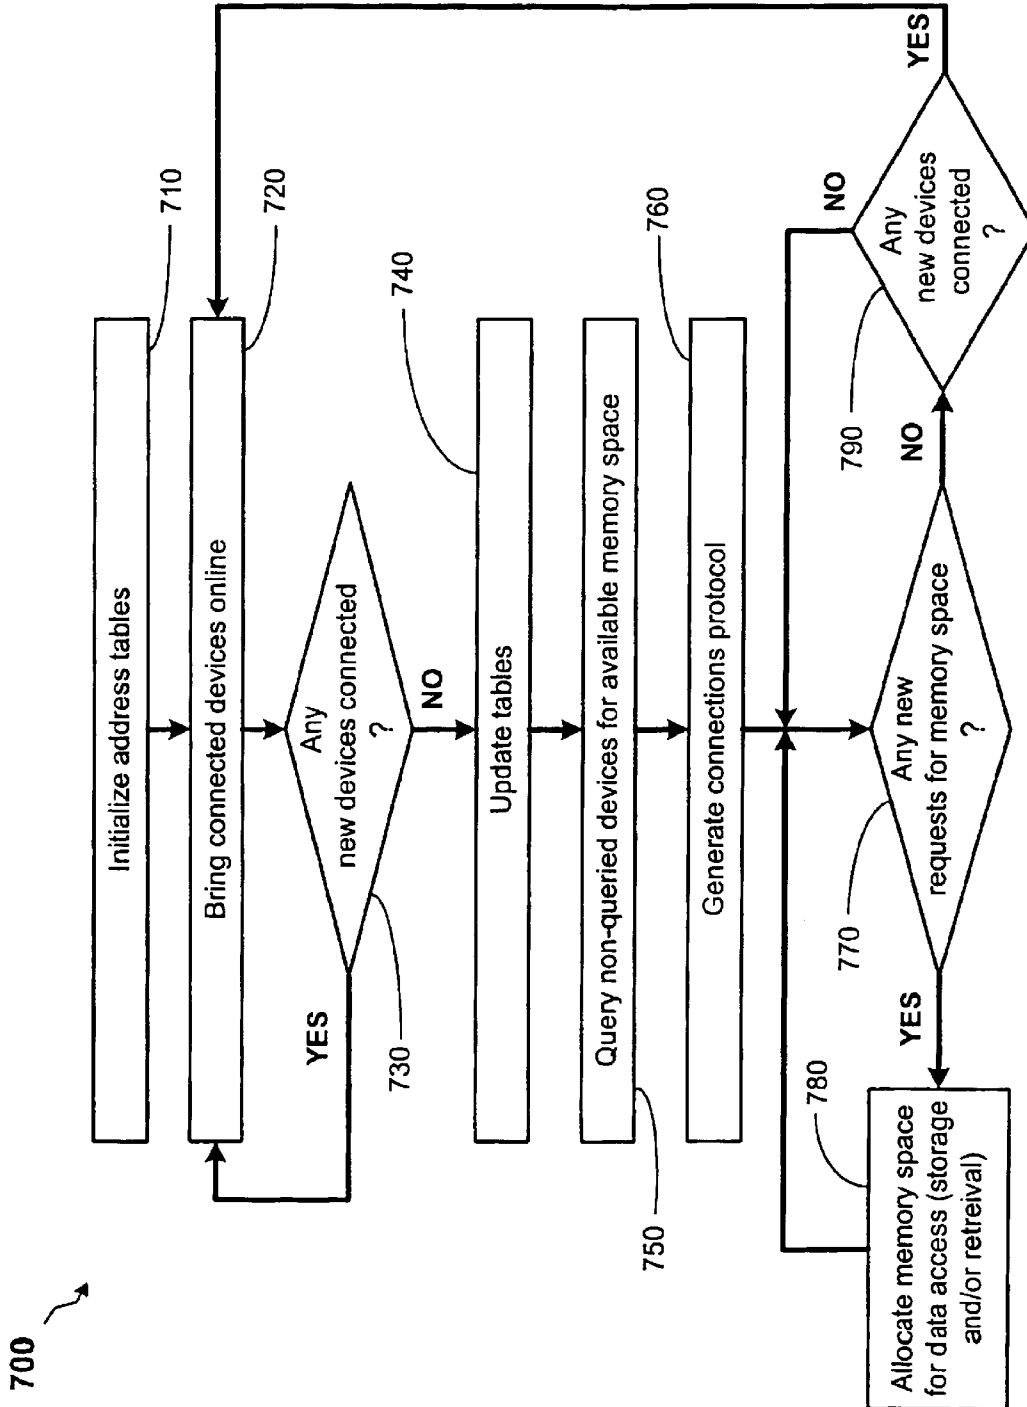 700
Initialize address tables
710
Bring connected devices online
720
Any
new devices connected
?
730
YES
NO
740
Update tables
Query non-queried devices for available memory space
750
760
Generate connections protocol
770
Any new
requests for memory space
?
YES
NO
780
Allocate memory space
for data access (storage
and/or retreival)
790
Any
new devices
connected
?
NO
YES